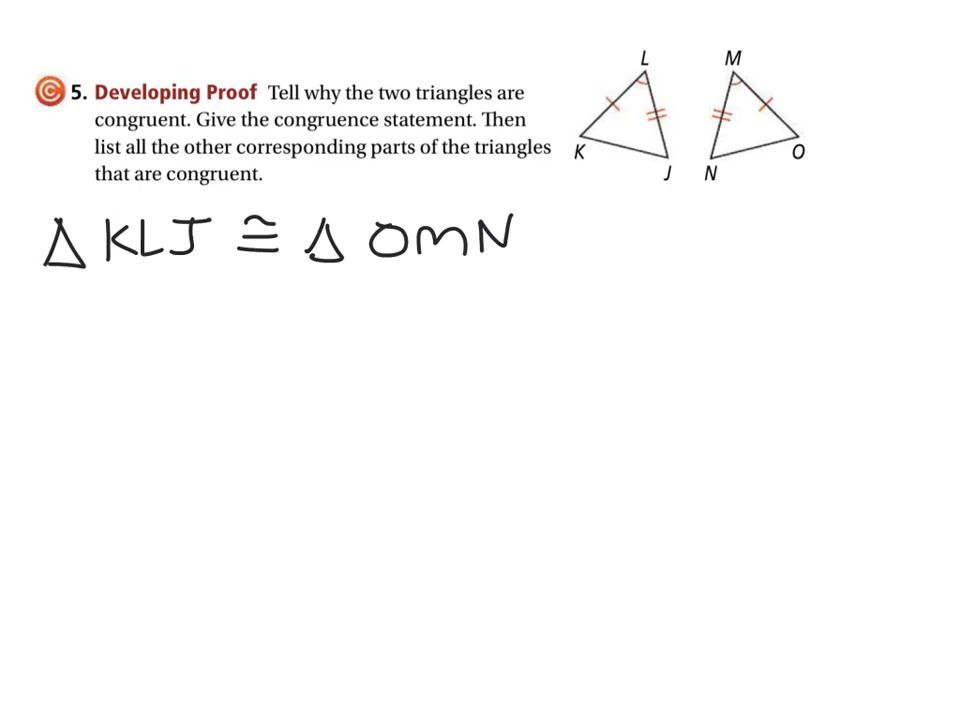 © 5. Developing Proof Tell why the two triangles are
congruent. Give the congruence statement. Then
list all the other corresponding parts of the triangles
that are congruent.
L
M
K
J
N
O
Δ KLJ ≅ Δ OMN